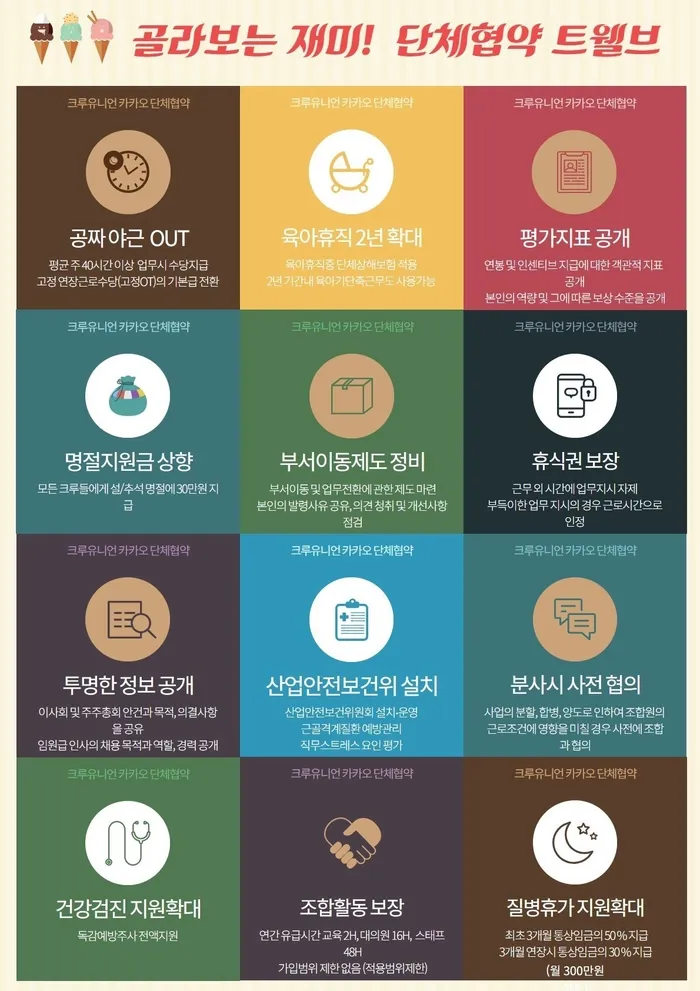 골라보는 재미! 단체협약 트웰브
크루유니언 카카오 단체협약
공짜 야근 OUT
평균 주 40시간 이상 업무시 수당지급
고정 연장근로수당(고정OT)의 기본급 전환
크루유니언 카카오 단체협약
육아휴직 2년 확대
육아휴직중 단체상해보험 적용
2년 기간내 육아기단축근무도 사용가능
크루유니언 카카오 단체협약
평가지표 공개
연봉 및 인센티브 지급에 대한 객관적 지표
공개
본인의 역량 및 그에 따른 보상 수준을 공개
크루유니언 카카오 단체협약
명절지원금 상향
모든 크루들에게 설/추석 명절에 30만원 지
급
크루유니언 카카오 단체협약
부서이동제도 정비
부서이동 및 업무전환에 관한 제도 마련
본인의 발령사유 공유, 의견 청취 및 개선사항
점검
크루유니언 카카오 단체협약
휴식권 보장
근무 외 시간에 업무지시 자제
부득이한 업무 지시의 경우 근로시간으로
인정
크루유니언 카카오 단체협약
투명한 정보 공개
이사회 및 주주총회 안건과 목적, 의결사항
을 공유
임원급 인사의 채용 목적과 역할, 경력 공개
크루유니언 카카오 단체협약
산업안전보건위 설치
산업안전보건위원회 설치·운영
근골격계질환 예방관리
직무스트레스 요인 평가
크루유니언 카카오 단체협약
분사시 사전 협의
사업의 분할, 합병, 양도로 인하여 조합원의
근로조건에 영향을 미칠 경우 사전에 조합
과 협의
크루유니언 카카오 단체협약
건강검진 지원확대
독감예방주사 전액지원
크루유니언 카카오 단체협약
조합활동 보장
연간 유급시간 교육 2H, 대의원 16H, 스태프
48H
가입범위 제한 없음 (적용범위제한)
크루유니언 카카오 단체협약
질병휴가 지원확대
최초 3개월 통상임금의 50% 지급
3개월 연장시 통상임금의 30% 지급
(월 300만원